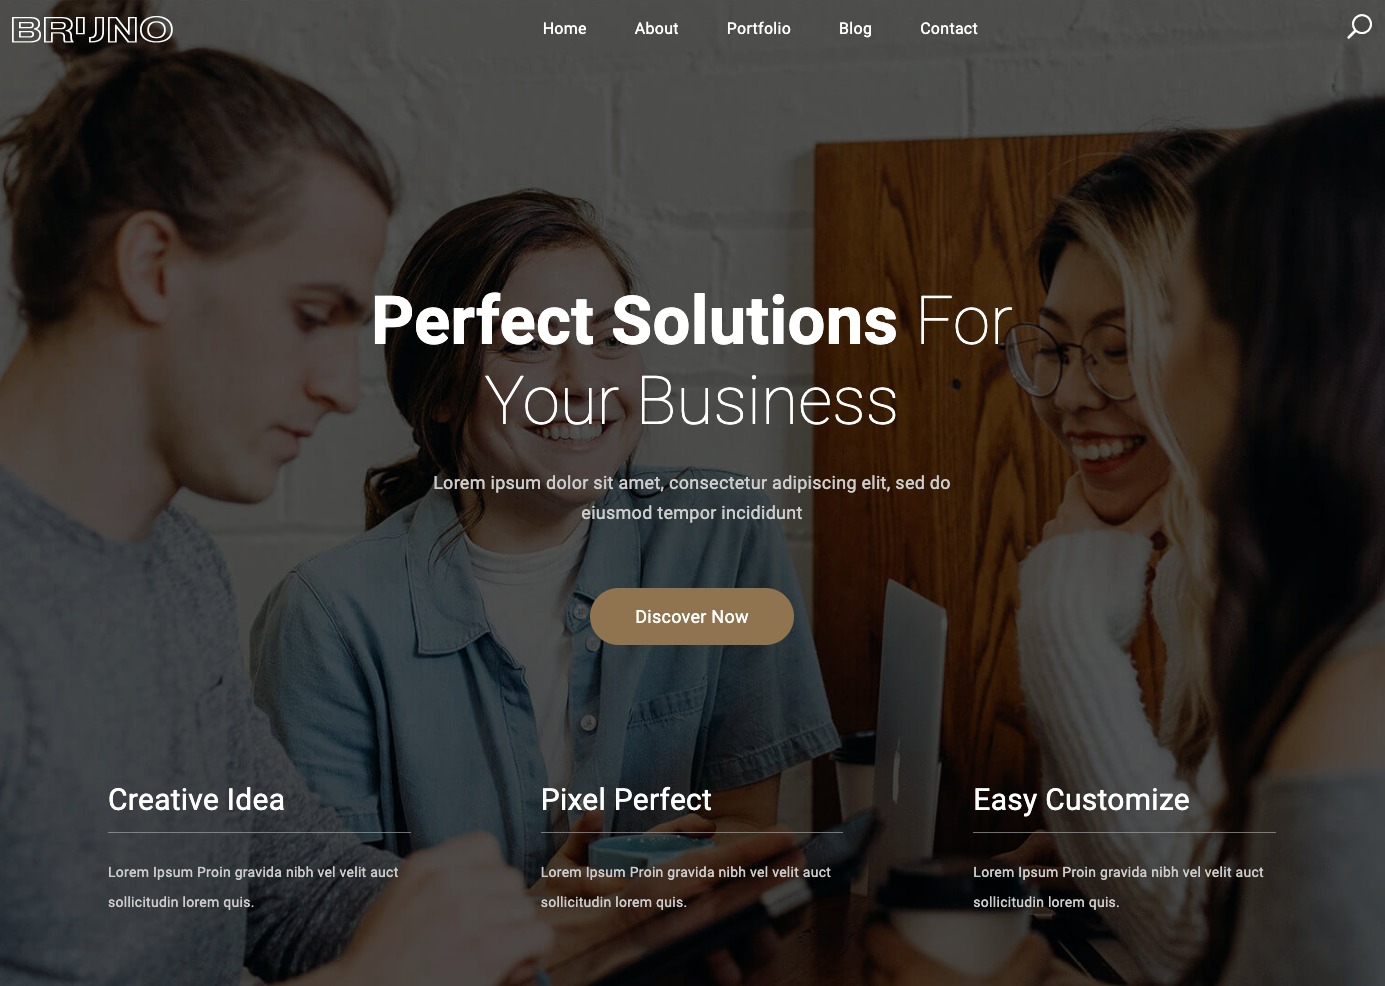 BRUNO
Home About Portfolio Blog Contact
Perfect Solutions For
Your Business
Lorem ipsum dolor sit amet, consectetur adipiscing elit, sed do
eiusmod tempor incididunt
Discover Now
Creative Idea
Lorem Ipsum Proin gravida nibh vel velit auct
sollicitudin lorem quis.
Pixel Perfect
Lorem Ipsum Proin gravida nibh vel velit auct
sollicitudin lorem quis.
Easy Customize
Lorem Ipsum Proin gravida nibh vel velit auct
sollicitudin lorem quis.